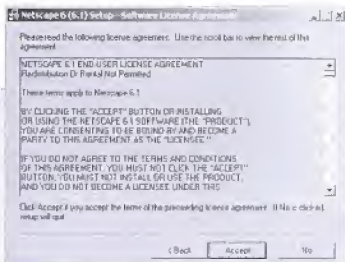 Netscape 6 (6.1) Setup - Software License Agreement
Please read the following license agreement. Use the scroll bar to view the rest of this
agreement.
NETSCAPE 6.1 END-USER LICENSE AGREEMENT
Redistribution Or Rental Not Permitted
These terms apply to Netscape 6.1
BY CLICKING THE "ACCEPT" BUTTON OR INSTALLING
OR USING THE NETSCAPE 6.1 SOFTWARE (THE "PRODUCT"),
YOU ARE CONSENTING TO BE BOUND BY AND BECOME A
PARTY TO THIS AGREEMENT AS THE "LICENSEE."
IF YOU DO NOT AGREE TO THE TERMS AND CONDITIONS
OF THIS AGREEMENT, YOU MUST NOT CLICK THE "ACCEPT"
BUTTON, YOU MUST NOT INSTALL OR USE THE PRODUCT,
AND YOU DO NOT BECOME A LICENSEE UNDER THIS
Click Accept if you accept the terms of the preceeding license agreement. If No is clicked,
setup will quit.
< Back Accept No